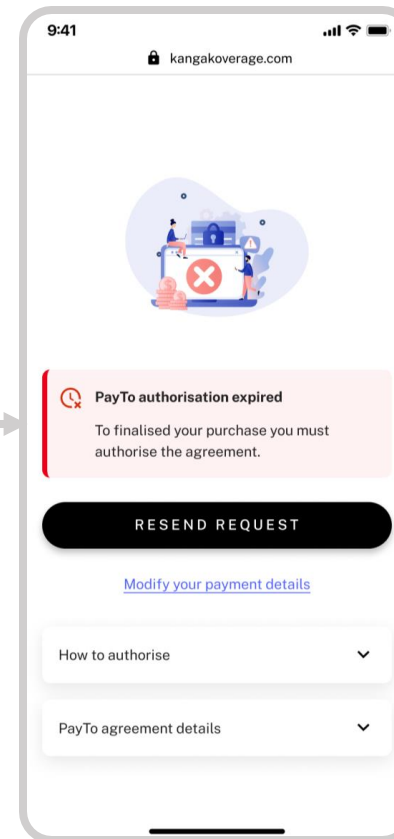 9:41
kangakoverage.com
PayTo authorisation expired
To finalised your purchase you must
authorise the agreement.
RESEND REQUEST
Modify your payment details
How to authorise
PayTo agreement details